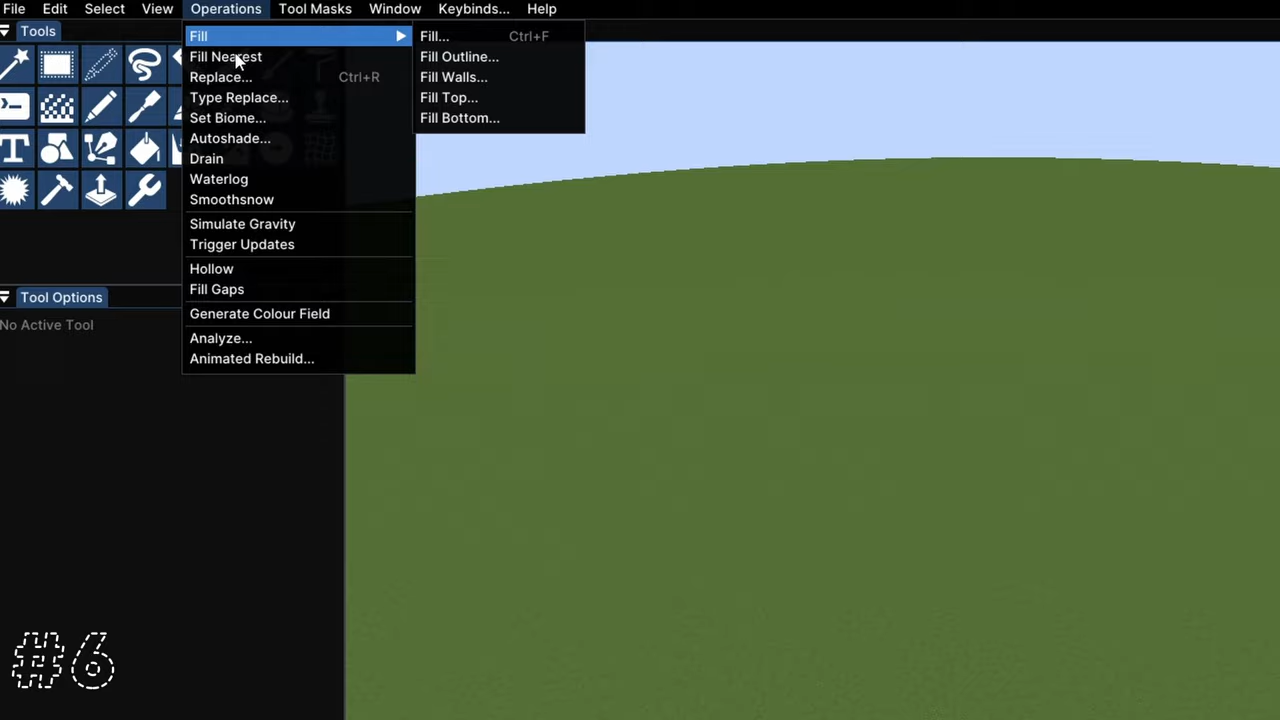 File Edit Select View Operations Tool Masks Window Keybinds... Help
Tools
Fill
Fill Nearest
Replace... Ctrl+R
Type Replace...
Set Biome...
Autoshade...
Drain
Waterlog
Smoothsnow
Simulate Gravity
Trigger Updates
Hollow
Fill Gaps
Generate Colour Field
Analyze...
Animated Rebuild...
Fill... Ctrl+F
Fill Outline...
Fill Walls...
Fill Top...
Fill Bottom...
Tool Options
No Active Tool
#6